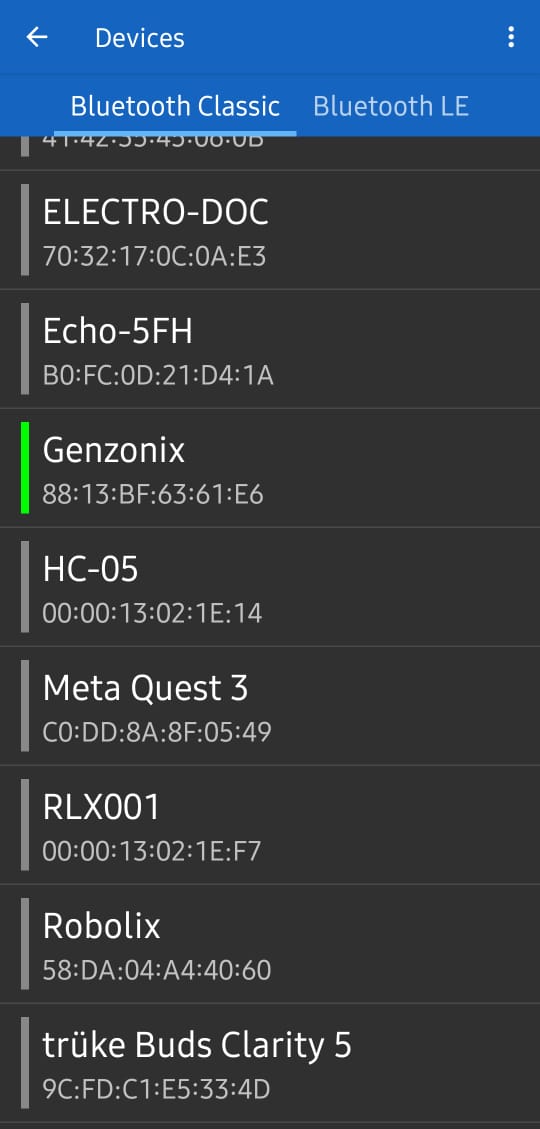 Devices
Bluetooth Classic
Bluetooth LE
ELECTRO-DOC
70:32:17:0C:0A:E3
Echo-5FH
B0:FC:0D:21:D4:1A
Genzonix
88:13:BF:63:61:E6
HC-05
00:00:13:02:1E:14
Meta Quest 3
C0:DD:8A:8F:05:49
RLX001
00:00:13:02:1E:F7
Robolix
58:DA:04:A4:40:60
trüke Buds Clarity 5
9C:FD:C1:E5:33:4D